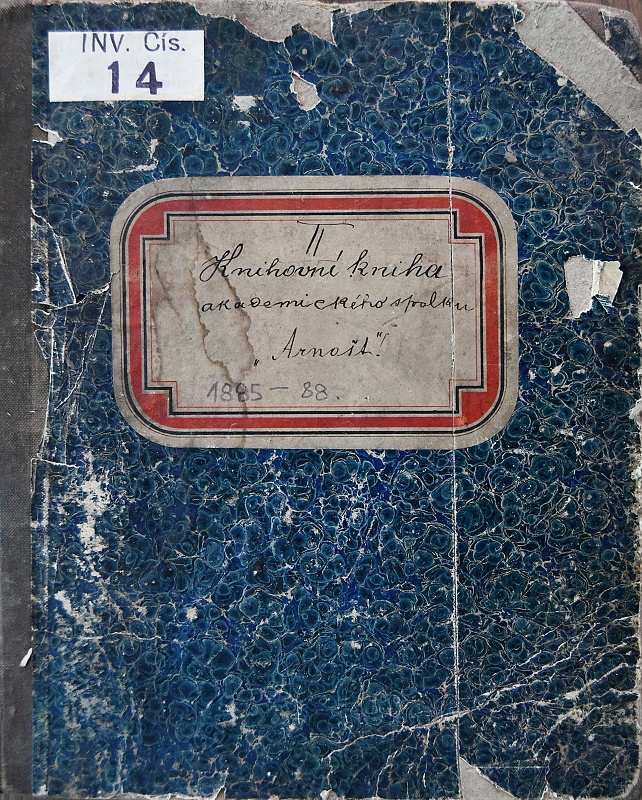 INV. Čís.
14
II
Knihovní kniha
akademického spolku
„Arnošt“.
1885 – 88.